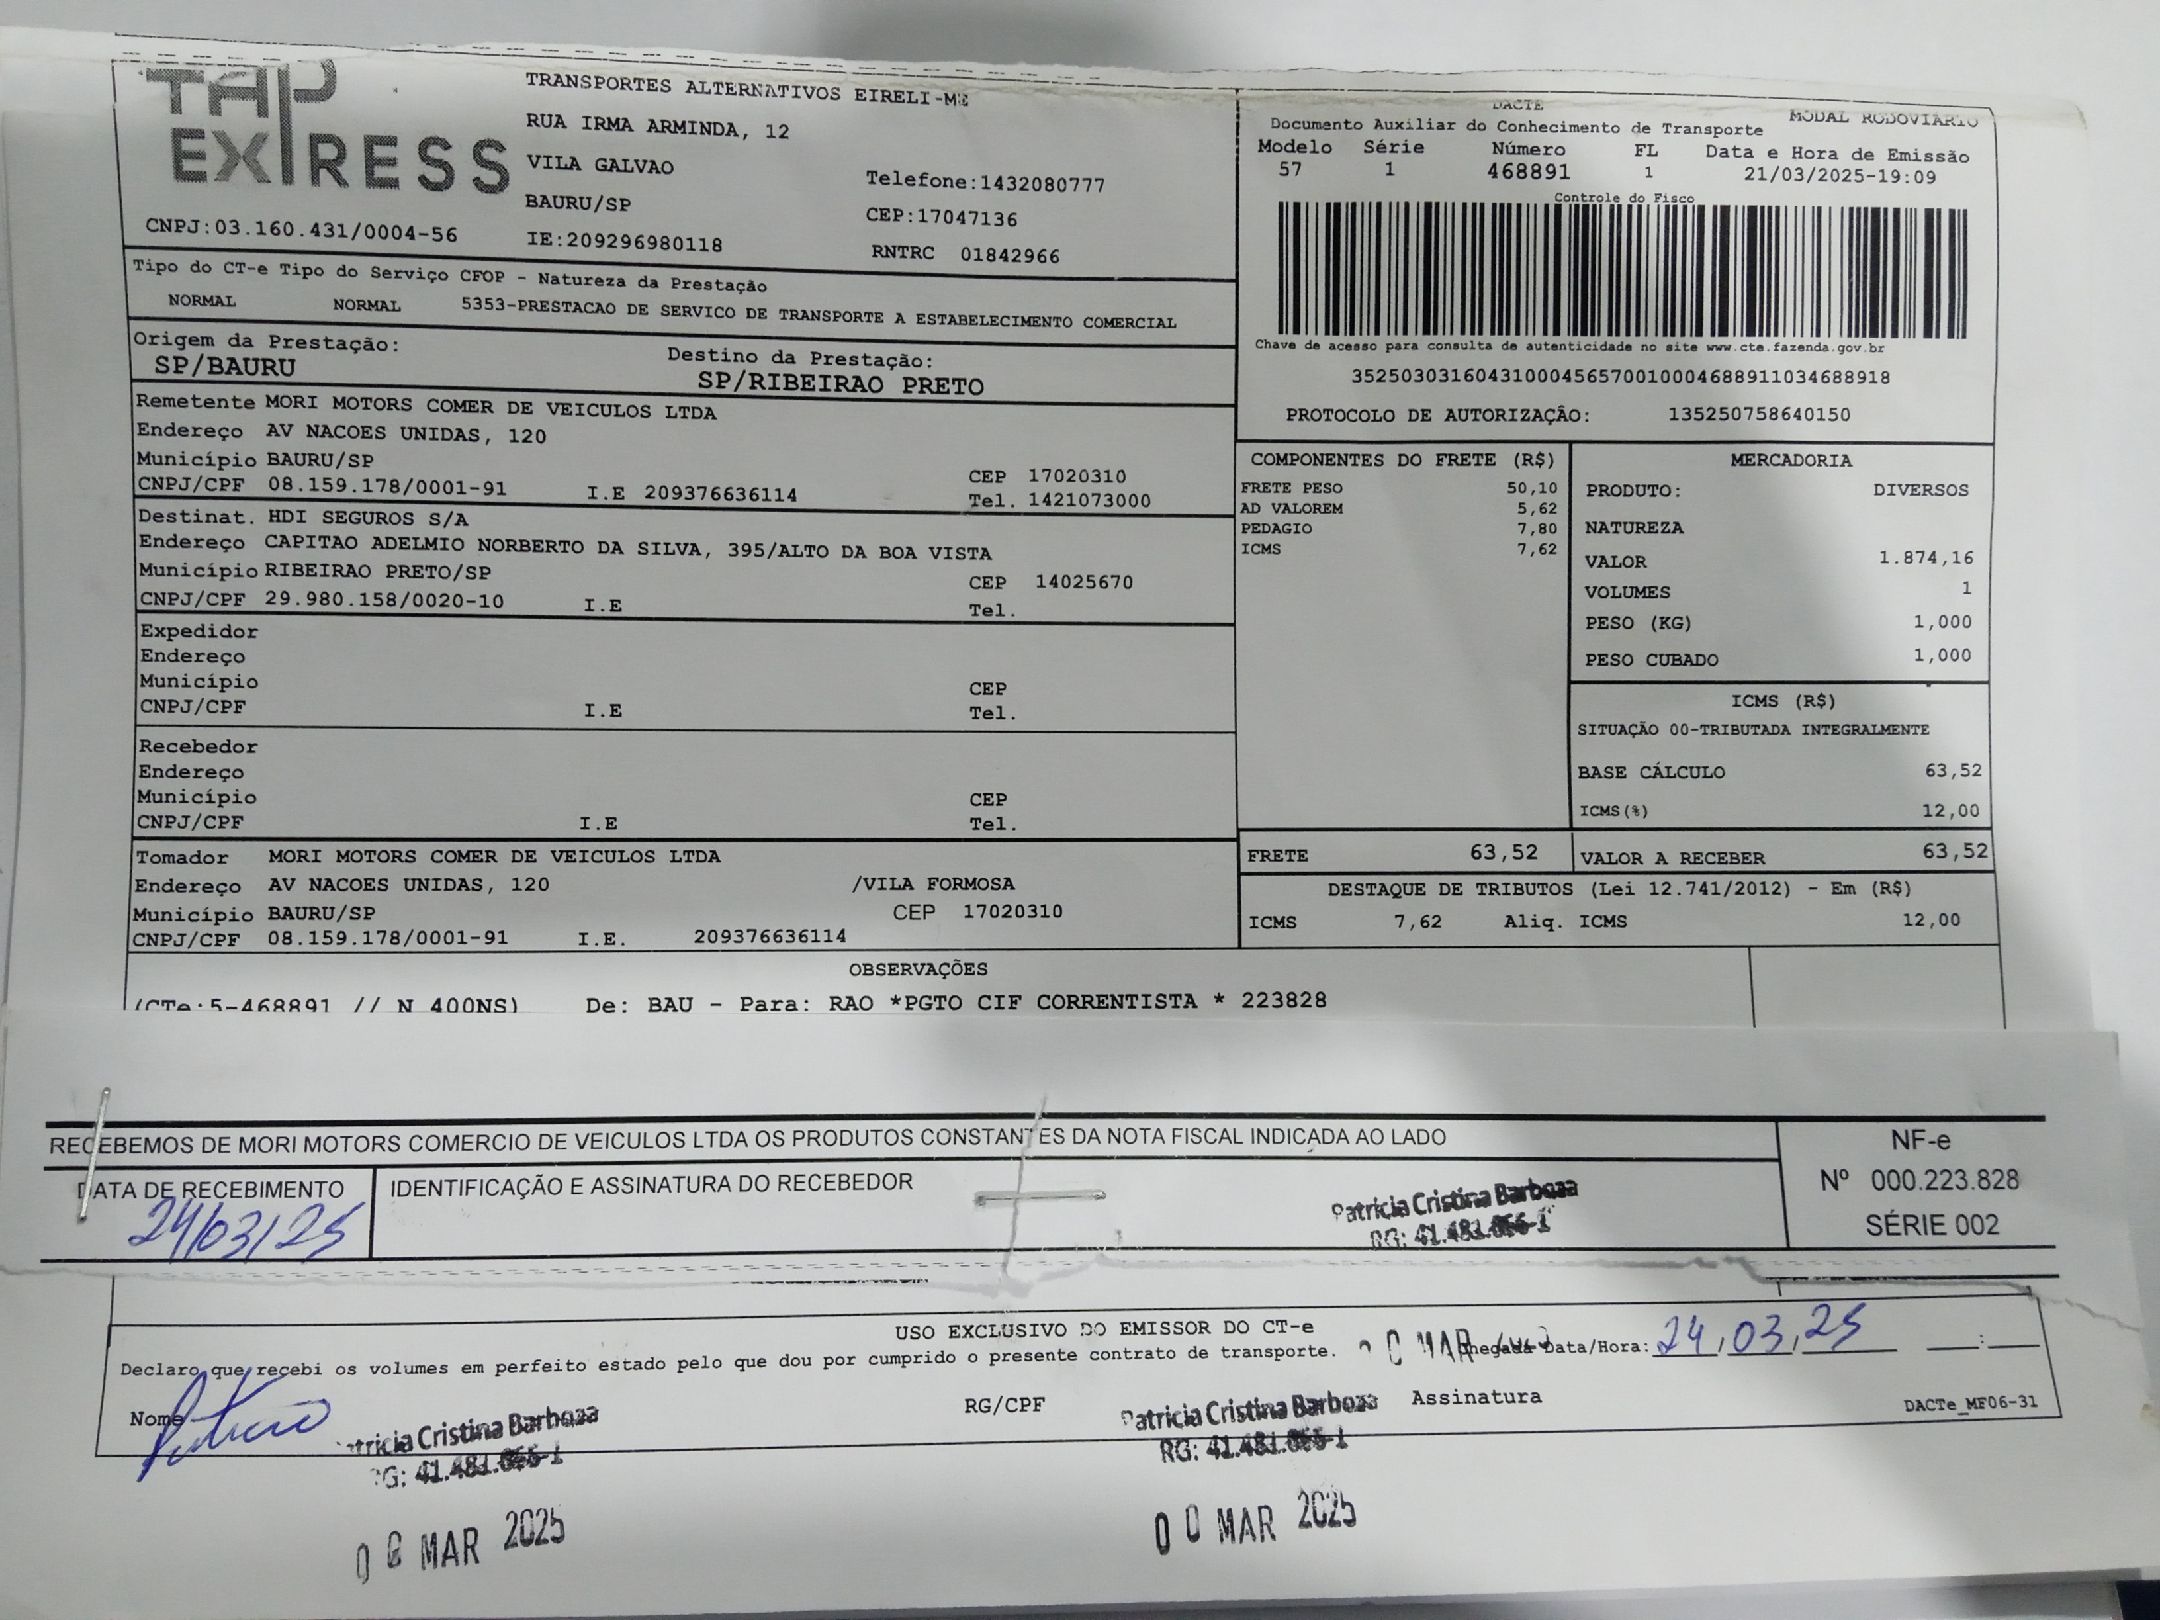 TAP EXPRESS
TRANSPORTES ALTERNATIVOS EIRELI-ME
RUA IRMA ARMINDA, 12
VILA GALVAO
Telefone:1432080777
BAURU/SP
CEP:17047136
CNPJ:03.160.431/0004-56
IE:209296980118
RNTRC 01842966
DACTE
MODAL RODOVIARIO
Documento Auxiliar do Conhecimento de Transporte
Modelo Série Número FL Data e Hora de Emissão
57 1 468891 1 21/03/2025-19:09
Controle do Fisco
Chave de acesso para consulta de autenticidade no site www.cte.fazenda.gov.br
35250303160431000456570010004688911034688918
PROTOCOLO DE AUTORIZAÇÃO: 135250758640150
Tipo do CT-e Tipo do Serviço CFOP - Natureza da Prestação
NORMAL NORMAL 5353-PRESTACAO DE SERVICO DE TRANSPORTE A ESTABELECIMENTO COMERCIAL
Origem da Prestação: Destino da Prestação:
SP/BAURU SP/RIBEIRAO PRETO
Remetente MORI MOTORS COMER DE VEICULOS LTDA
Endereço AV NACOES UNIDAS, 120
Município BAURU/SP CEP 17020310
CNPJ/CPF 08.159.178/0001-91 I.E 209376636114 Tel. 1421073000
Destinat. HDI SEGUROS S/A
Endereço CAPITAO ADELMIO NORBERTO DA SILVA, 395/ALTO DA BOA VISTA
Município RIBEIRAO PRETO/SP CEP 14025670
CNPJ/CPF 29.980.158/0020-10 I.E Tel.
Expedidor
Endereço
Município CEP
CNPJ/CPF I.E Tel.
Recebedor
Endereço
Município CEP
CNPJ/CPF I.E Tel.
Tomador MORI MOTORS COMER DE VEICULOS LTDA
Endereço AV NACOES UNIDAS, 120 /VILA FORMOSA
Município BAURU/SP CEP 17020310
CNPJ/CPF 08.159.178/0001-91 I.E. 209376636114
COMPONENTES DO FRETE (R$)
FRETE PESO 50,10
AD VALOREM 5,62
PEDAGIO 7,80
ICMS 7,62
MERCADORIA
PRODUTO: DIVERSOS
NATUREZA
VALOR 1.874,16
VOLUMES 1
PESO (KG) 1,000
PESO CUBADO 1,000
ICMS (R$)
SITUAÇÃO 00-TRIBUTADA INTEGRALMENTE
BASE CÁLCULO 63,52
ICMS(%) 12,00
FRETE 63,52 VALOR A RECEBER 63,52
DESTAQUE DE TRIBUTOS (Lei 12.741/2012) - Em (R$)
ICMS 7,62 Aliq. ICMS 12,00
OBSERVAÇÕES
(CTe:5-468891 // N 400NS) De: BAU - Para: RAO *PGTO CIF CORRENTISTA * 223828
RECEBEMOS DE MORI MOTORS COMERCIO DE VEICULOS LTDA OS PRODUTOS CONSTANTES DA NOTA FISCAL INDICADA AO LADO
NF-e
Nº 000.223.828
SÉRIE 002
DATA DE RECEBIMENTO
24/03/25
IDENTIFICAÇÃO E ASSINATURA DO RECEBEDOR
Patricia Cristina Barboza
RG:
USO EXCLUSIVO DO EMISSOR DO CT-e
Declaro que recebi os volumes em perfeito estado pelo que dou por cumprido o presente contrato de transporte.
MAR
Chegada Data/Hora: 24,03,25 :
Nome RG/CPF Assinatura
DACTe_MF06-31
Patricia
tricia Cristina Barboza
Patricia Cristina Barboza
RG:
MAR 2025
0 0 MAR 2025